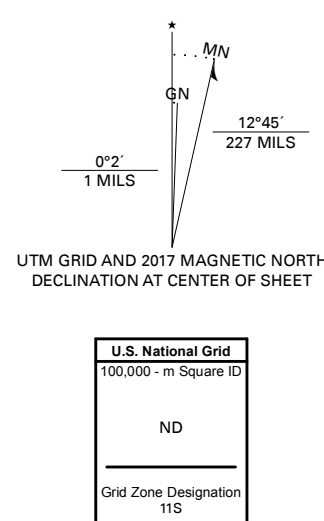 ★
MN
GN
12°45´
227 MILS
0°2´
1 MILS
UTM GRID AND 2017 MAGNETIC NORTH
DECLINATION AT CENTER OF SHEET
U.S. National Grid
100,000 - m Square ID
ND
Grid Zone Designation
11S